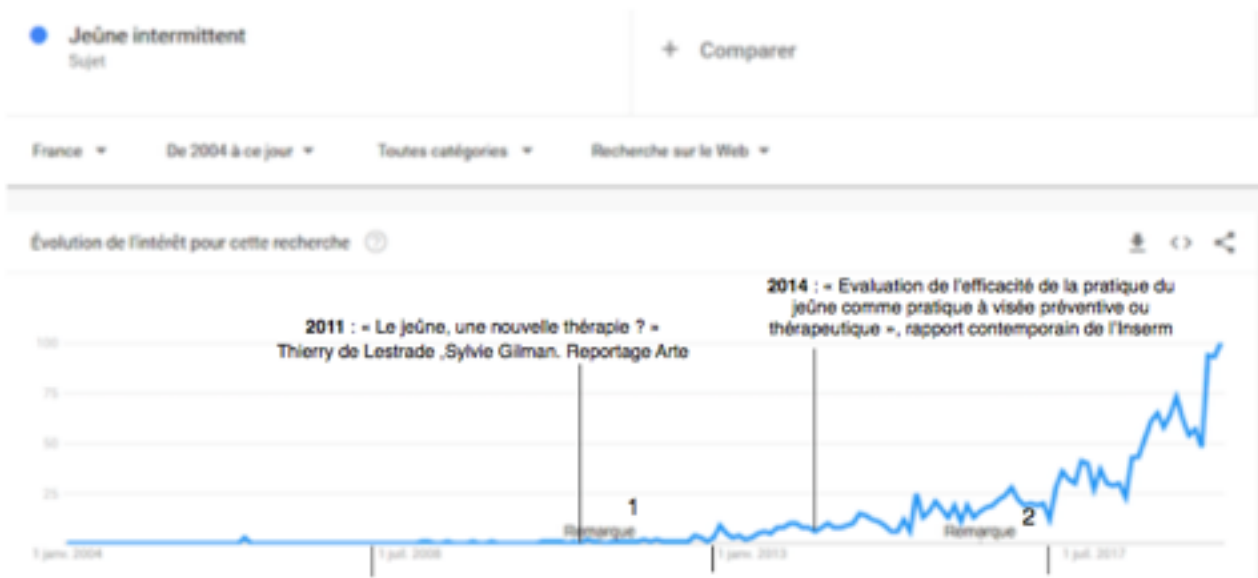 Jeûne intermittent
Sujet
+ Comparer
France
De 2004 à ce jour
Toutes catégories
Recherche sur le Web
Évolution de l'intérêt pour cette recherche
2014 : « Evaluation de l'efficacité de la pratique du
jeûne comme pratique à visée préventive ou
thérapeutique », rapport contemporain de l'Inserm
2011 : « Le jeûne, une nouvelle thérapie ? »
Thierry de Lestrade ,Sylvie Gilman. Reportage Arte
100
75
50
25
1
2
Remarque
Remarque
1 janv. 2004
1 juil. 2008
1 janv. 2013
1 juil. 2017